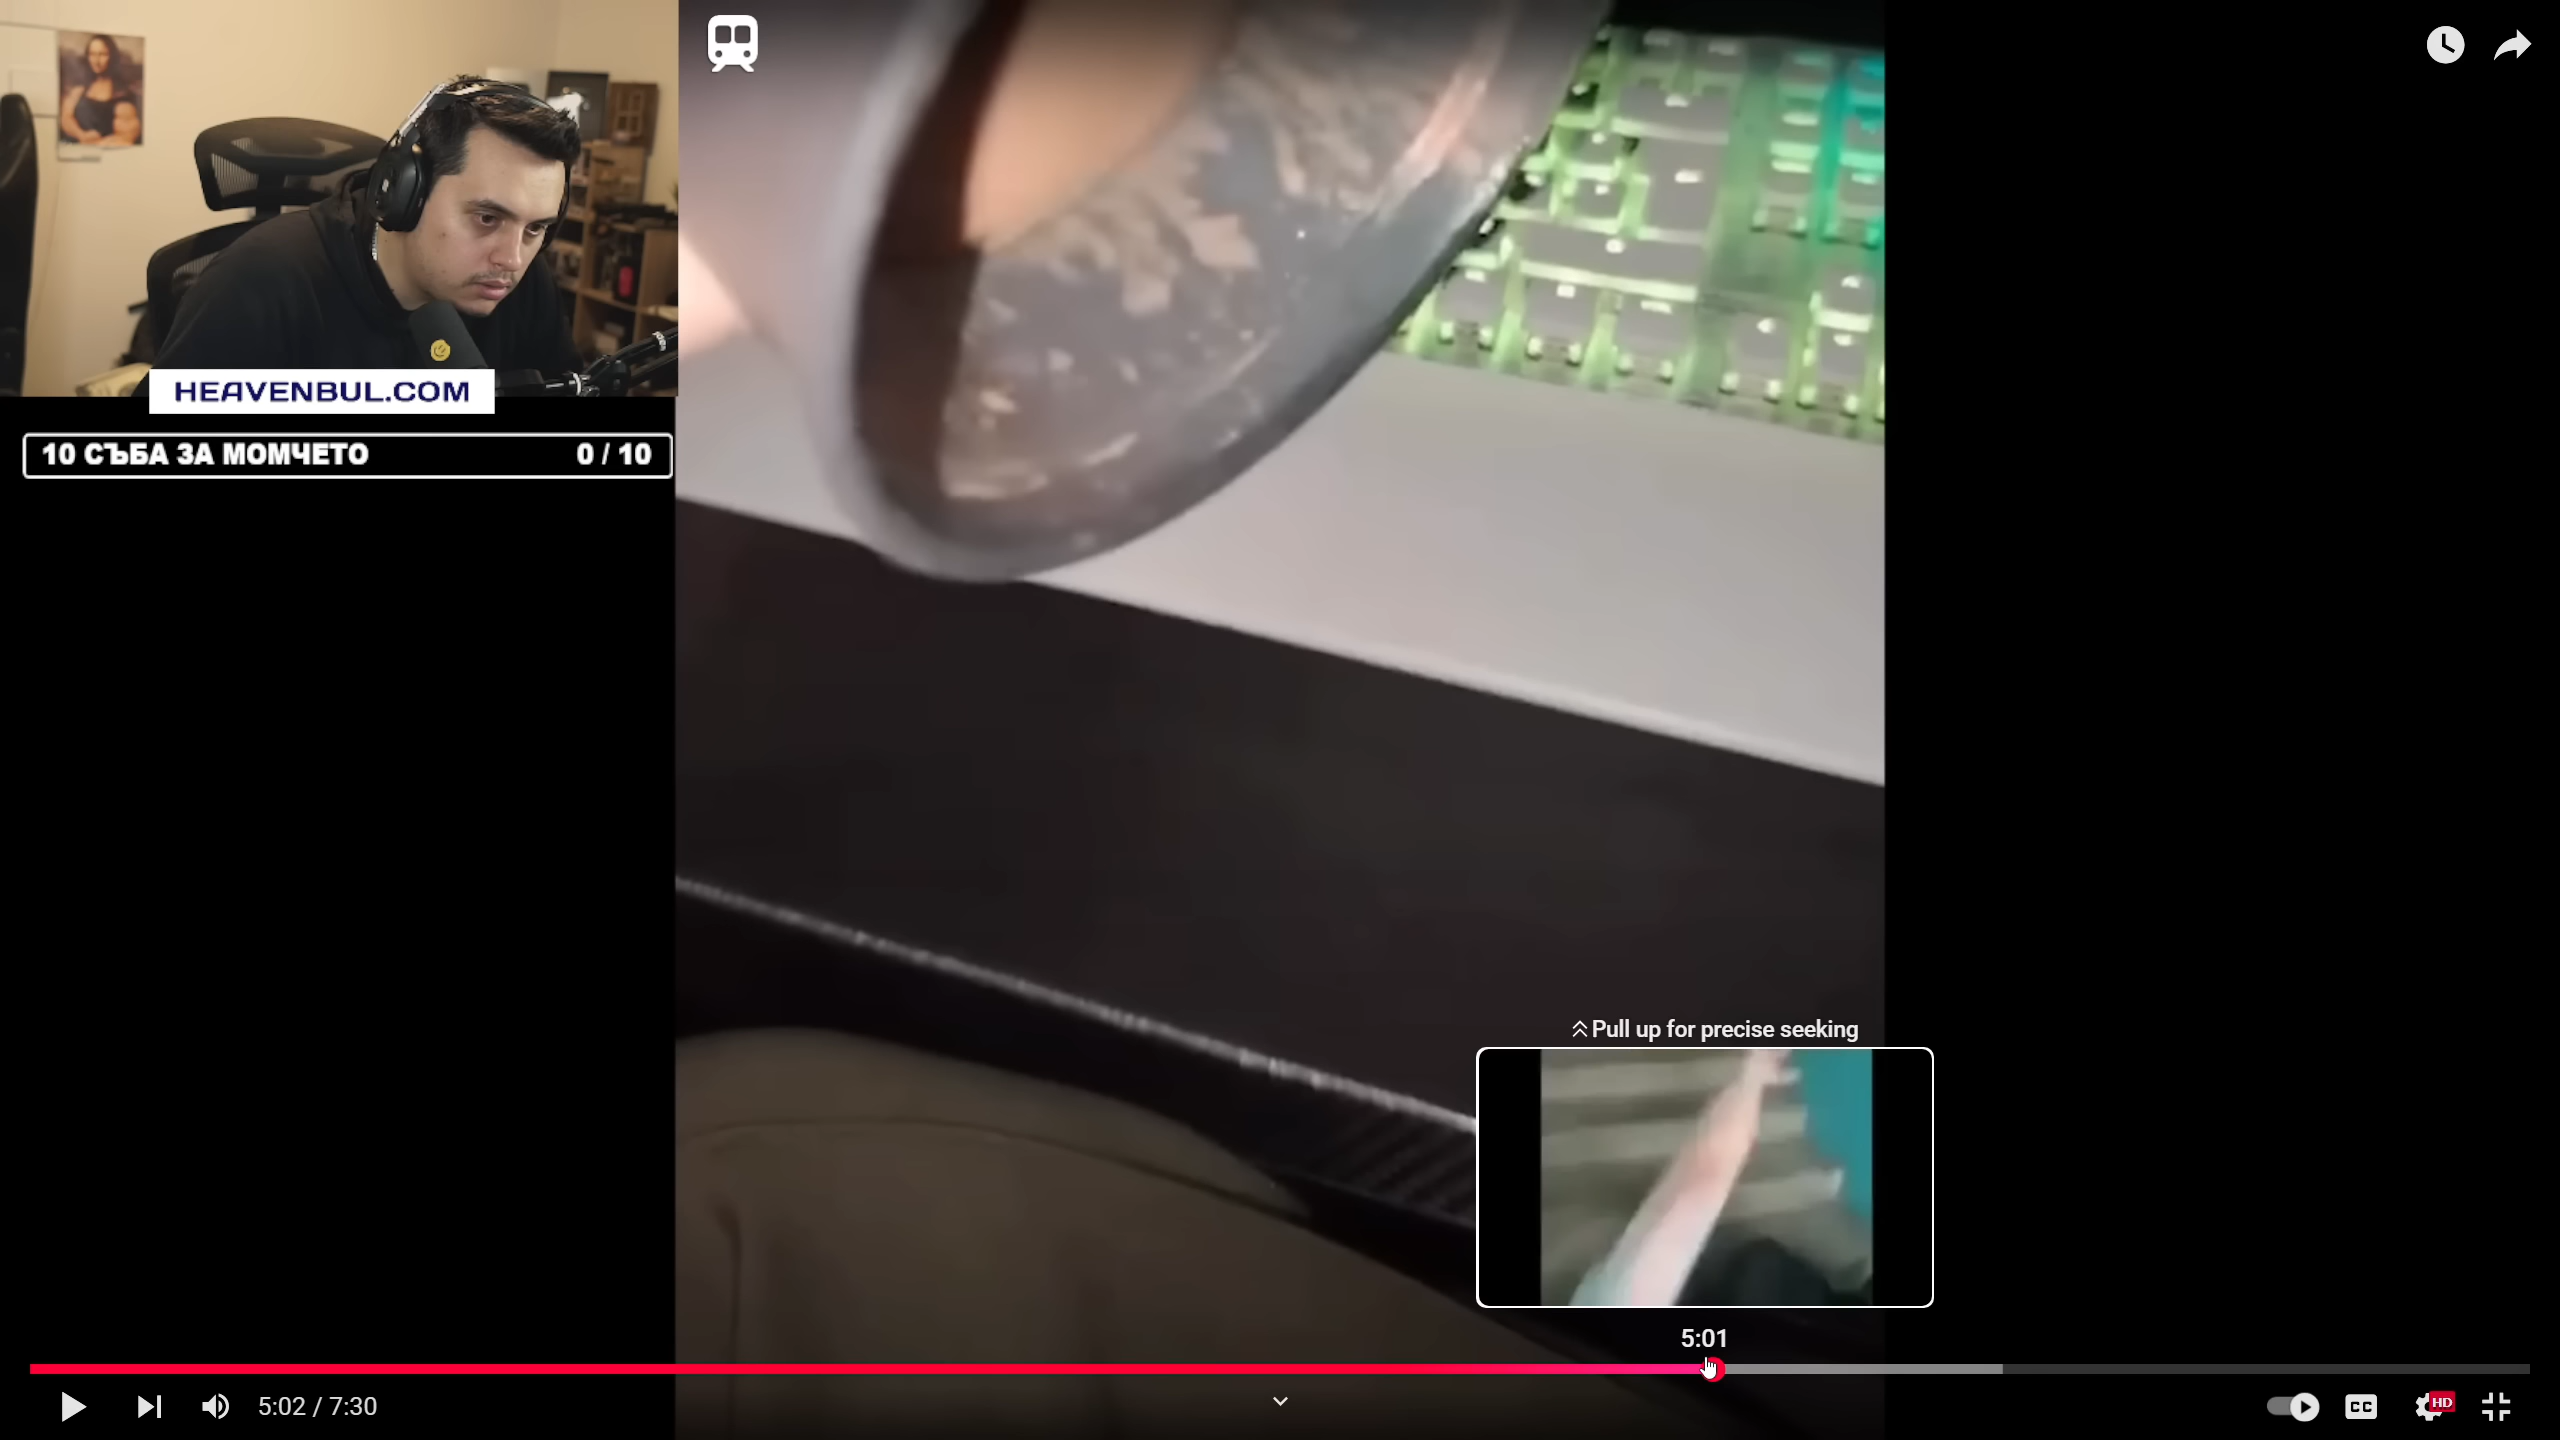 HEAVENBUL.COM
10 СЪБА ЗА МОМЧЕТО 0 / 10
Pull up for precise seeking
5:01
5:02 / 7:30
CC
HD